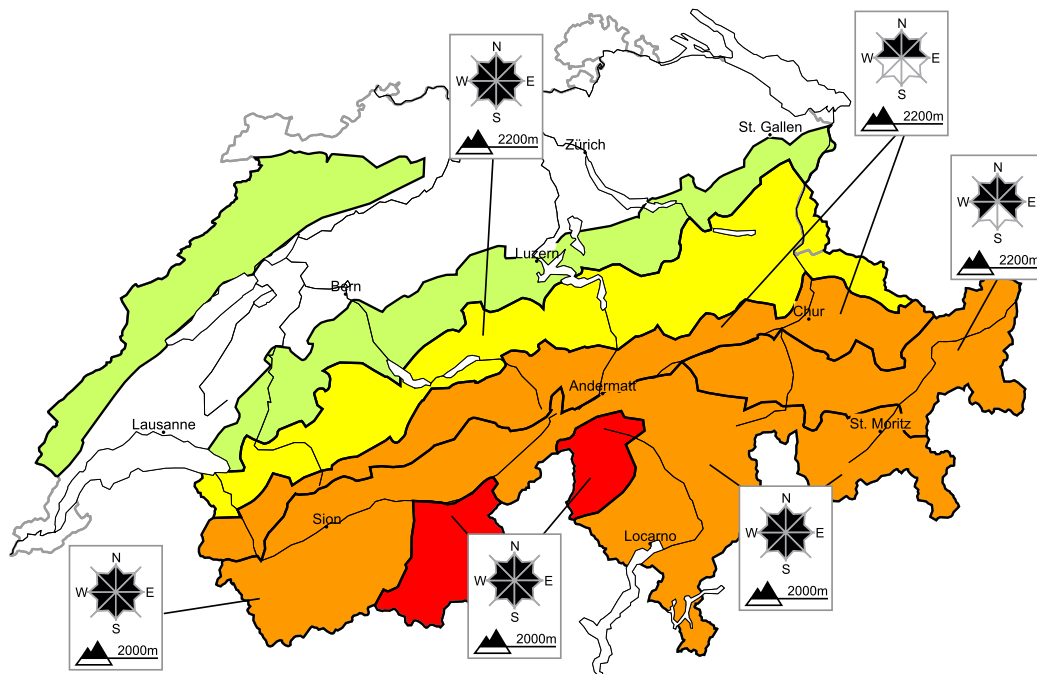 N
W E
S
2200m
N
W E
S
2200m
N
W E
S
2200m
St. Gallen
Zürich
Luzern
Bern
Chur
Andermatt
St. Moritz
Lausanne
Sion
Locarno
N
W E
S
2000m
N
W E
S
2000m
N
W E
S
2000m